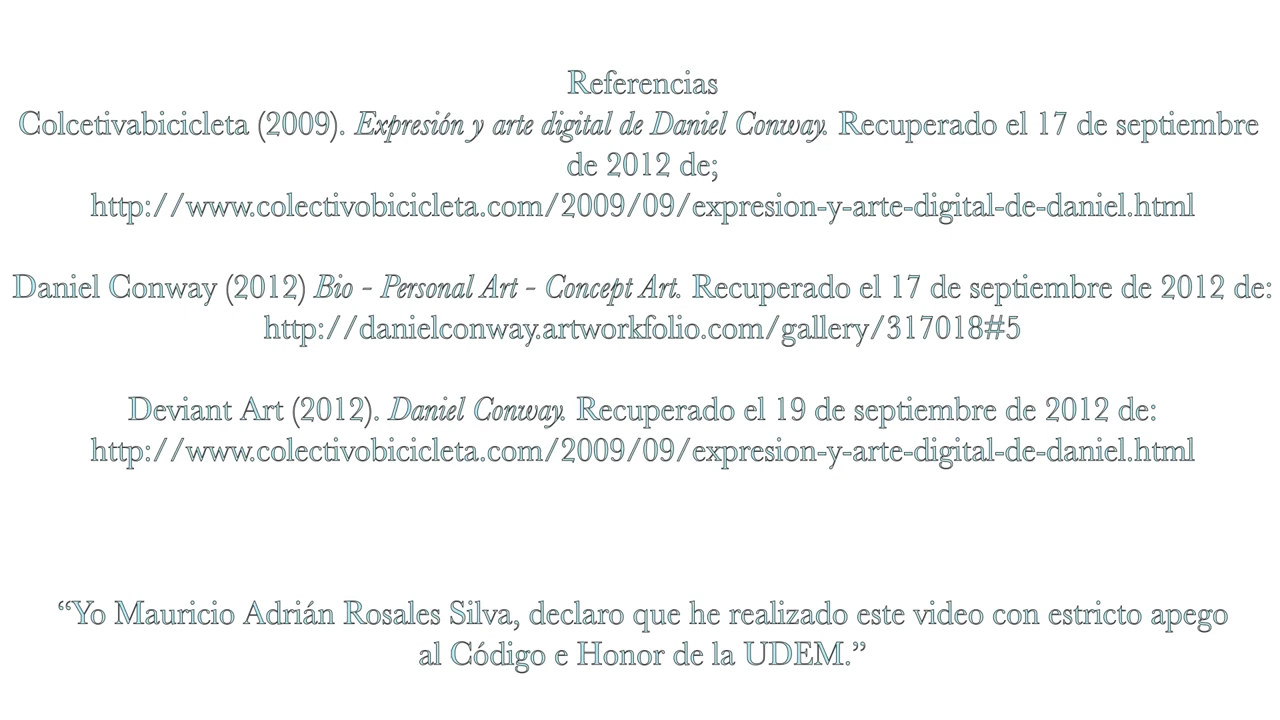 Referencias
Colcetivabicicleta (2009). Expresión y arte digital de Daniel Conway. Recuperado el 17 de septiembre
de 2012 de;
http://www.colectivobicicleta.com/2009/09/expresion-y-arte-digital-de-daniel.html
Daniel Conway (2012) Bio - Personal Art - Concept Art. Recuperado el 17 de septiembre de 2012 de:
http://danielconway.artworkfolio.com/gallery/317018#5
Deviant Art (2012). Daniel Conway. Recuperado el 19 de septiembre de 2012 de:
http://www.colectivobicicleta.com/2009/09/expresion-y-arte-digital-de-daniel.html
“Yo Mauricio Adrián Rosales Silva, declaro que he realizado este video con estricto apego
al Código e Honor de la UDEM.”